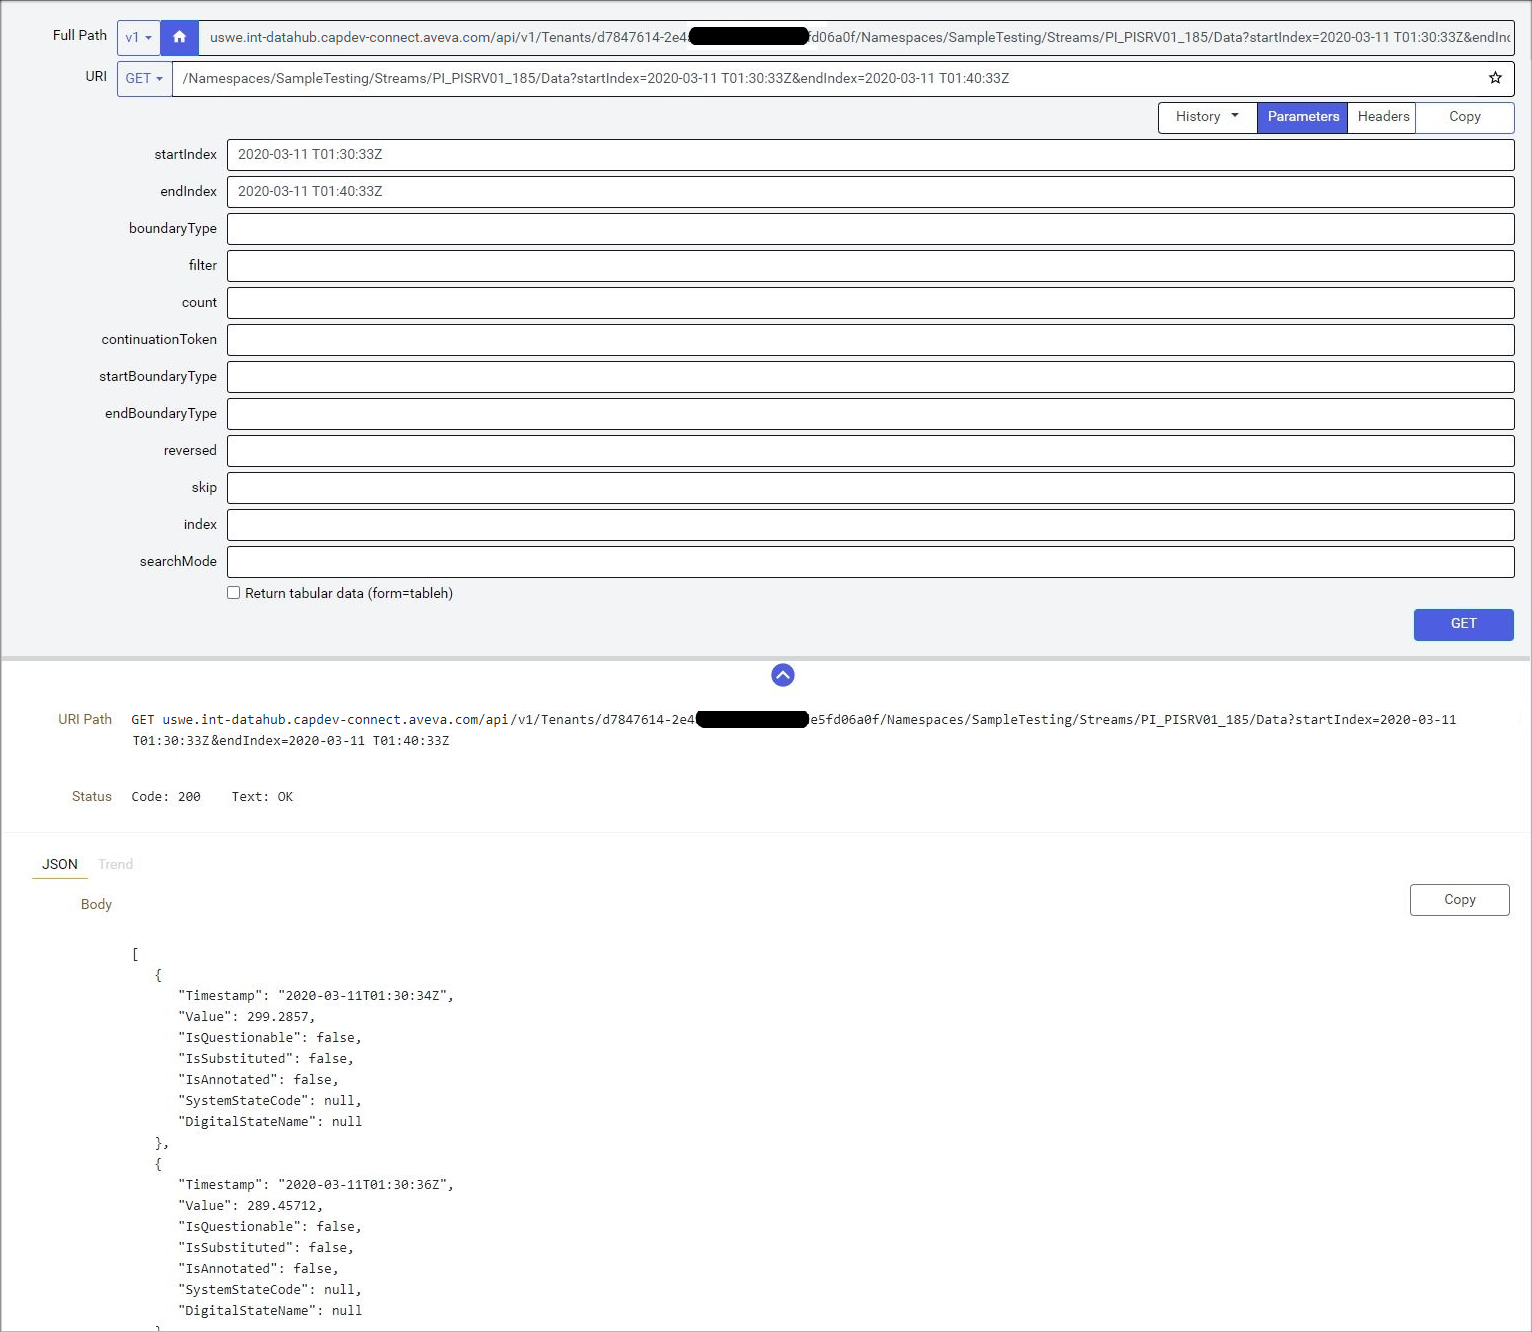 Full Path v1 uswe.int-datahub.capdev-connect.aveva.com/api/v1/Tenants/d7847614-2e4 fd06a0f/Namespaces/SampleTesting/Streams/PI_PISRV01_185/Data?startIndex=2020-03-11 T01:30:33Z&endInd
URI GET /Namespaces/SampleTesting/Streams/PI_PISRV01_185/Data?startIndex=2020-03-11 T01:30:33Z&endIndex=2020-03-11 T01:40:33Z
History Parameters Headers Copy
startIndex 2020-03-11 T01:30:33Z
endIndex 2020-03-11 T01:40:33Z
boundaryType
filter
count
continuationToken
startBoundaryType
endBoundaryType
reversed
skip
index
searchMode
Return tabular data (form=tableh)
GET
URI Path GET uswe.int-datahub.capdev-connect.aveva.com/api/v1/Tenants/d7847614-2e4 e5fd06a0f/Namespaces/SampleTesting/Streams/PI_PISRV01_185/Data?startIndex=2020-03-11
T01:30:33Z&endIndex=2020-03-11 T01:40:33Z
Status Code: 200 Text: OK
JSON Trend
Body Copy
[
{
"Timestamp": "2020-03-11T01:30:34Z",
"Value": 299.2857,
"IsQuestionable": false,
"IsSubstituted": false,
"IsAnnotated": false,
"SystemStateCode": null,
"DigitalStateName": null
},
{
"Timestamp": "2020-03-11T01:30:36Z",
"Value": 289.45712,
"IsQuestionable": false,
"IsSubstituted": false,
"IsAnnotated": false,
"SystemStateCode": null,
"DigitalStateName": null